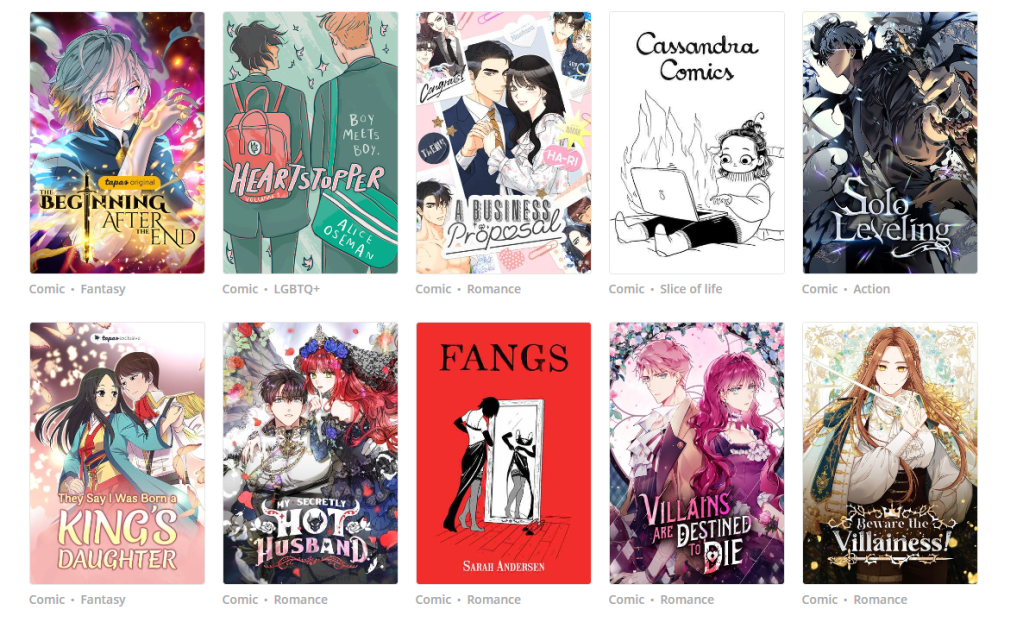 tapas original
THE
BEGINNING
AFTER
THE END
Comic • Fantasy
BOY
MEETS
BOY.
HEARTSTOPPER
VOLUME 1
ALICE
OSEMAN
Comic • LGBTQ+
Congrats!
HA-RI
A BUSINESS
Proposal
Comic • Romance
Cassandra
Comics
Comic • Slice of life
Solo
Leveling
Comic • Action
tapas
They Say I Was Born a
KING'S
DAUGHTER
Comic • Fantasy
MY SECRETLY
HOT
HUSBAND
Comic • Romance
FANGS
SARAH ANDERSEN
Comic • Romance
VILLAINS
ARE DESTINED
TO DIE
Comic • Romance
Beware the
Villainess!
Comic • Romance